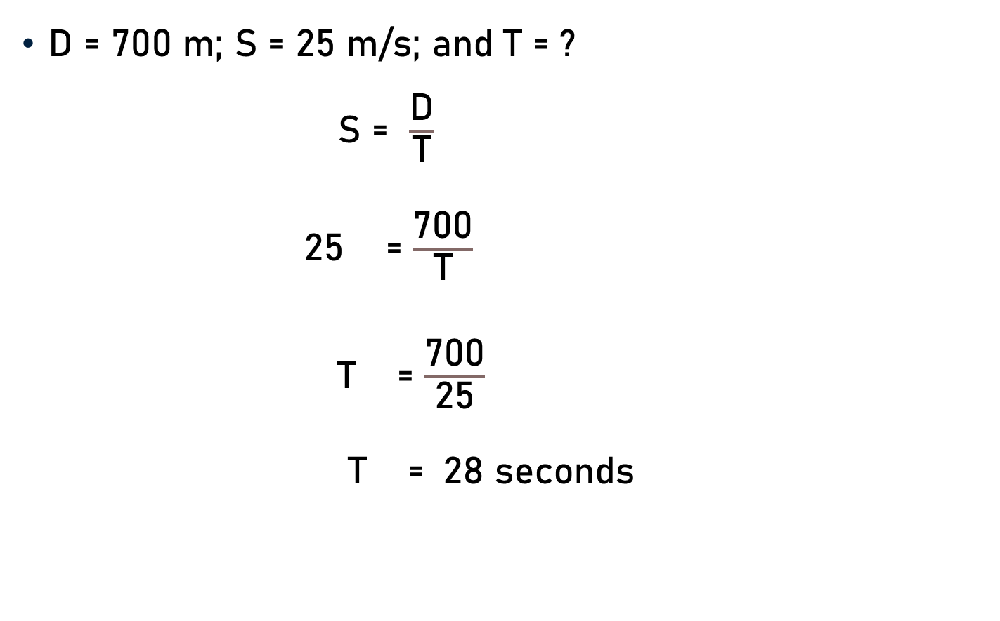 • D = 700 m; S = 25 m/s; and T = ?
S = D/T
25 = 700/T
T = 700/25
T = 28 seconds